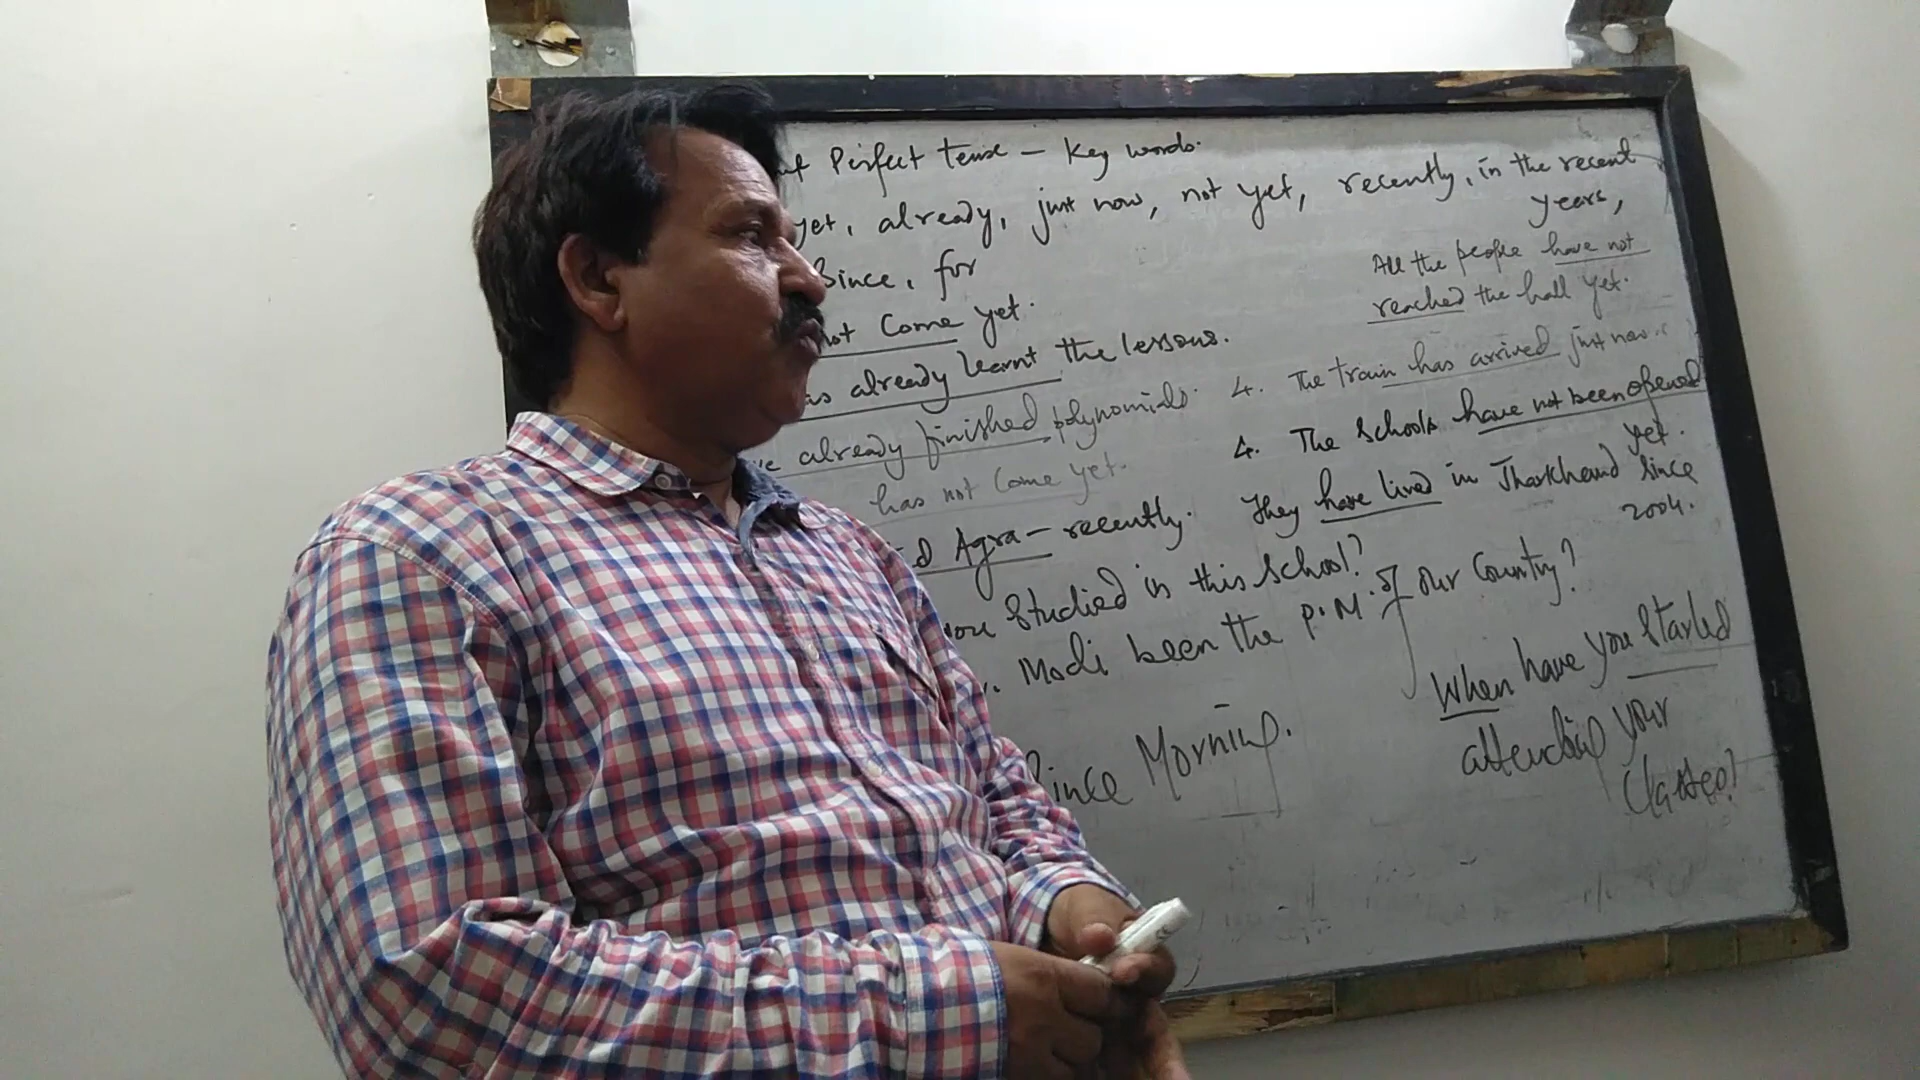 Perfect tense – Key words.
yet, already, just now, not yet, recently, in the recent
years,
Since, for
All the people have not
reached the hall yet.
not Come yet.
already learnt the lessons.
already finished polynomials.
has not Come yet.
4. The train has arrived just now.
4. The Schools have not been opened
yet.
Agra – recently.
They have lived in Jharkhand since
2004.
you Studied in this School?
Modi been the P.M. of our Country?
Since Morning.
When have you started
attending your
classes?